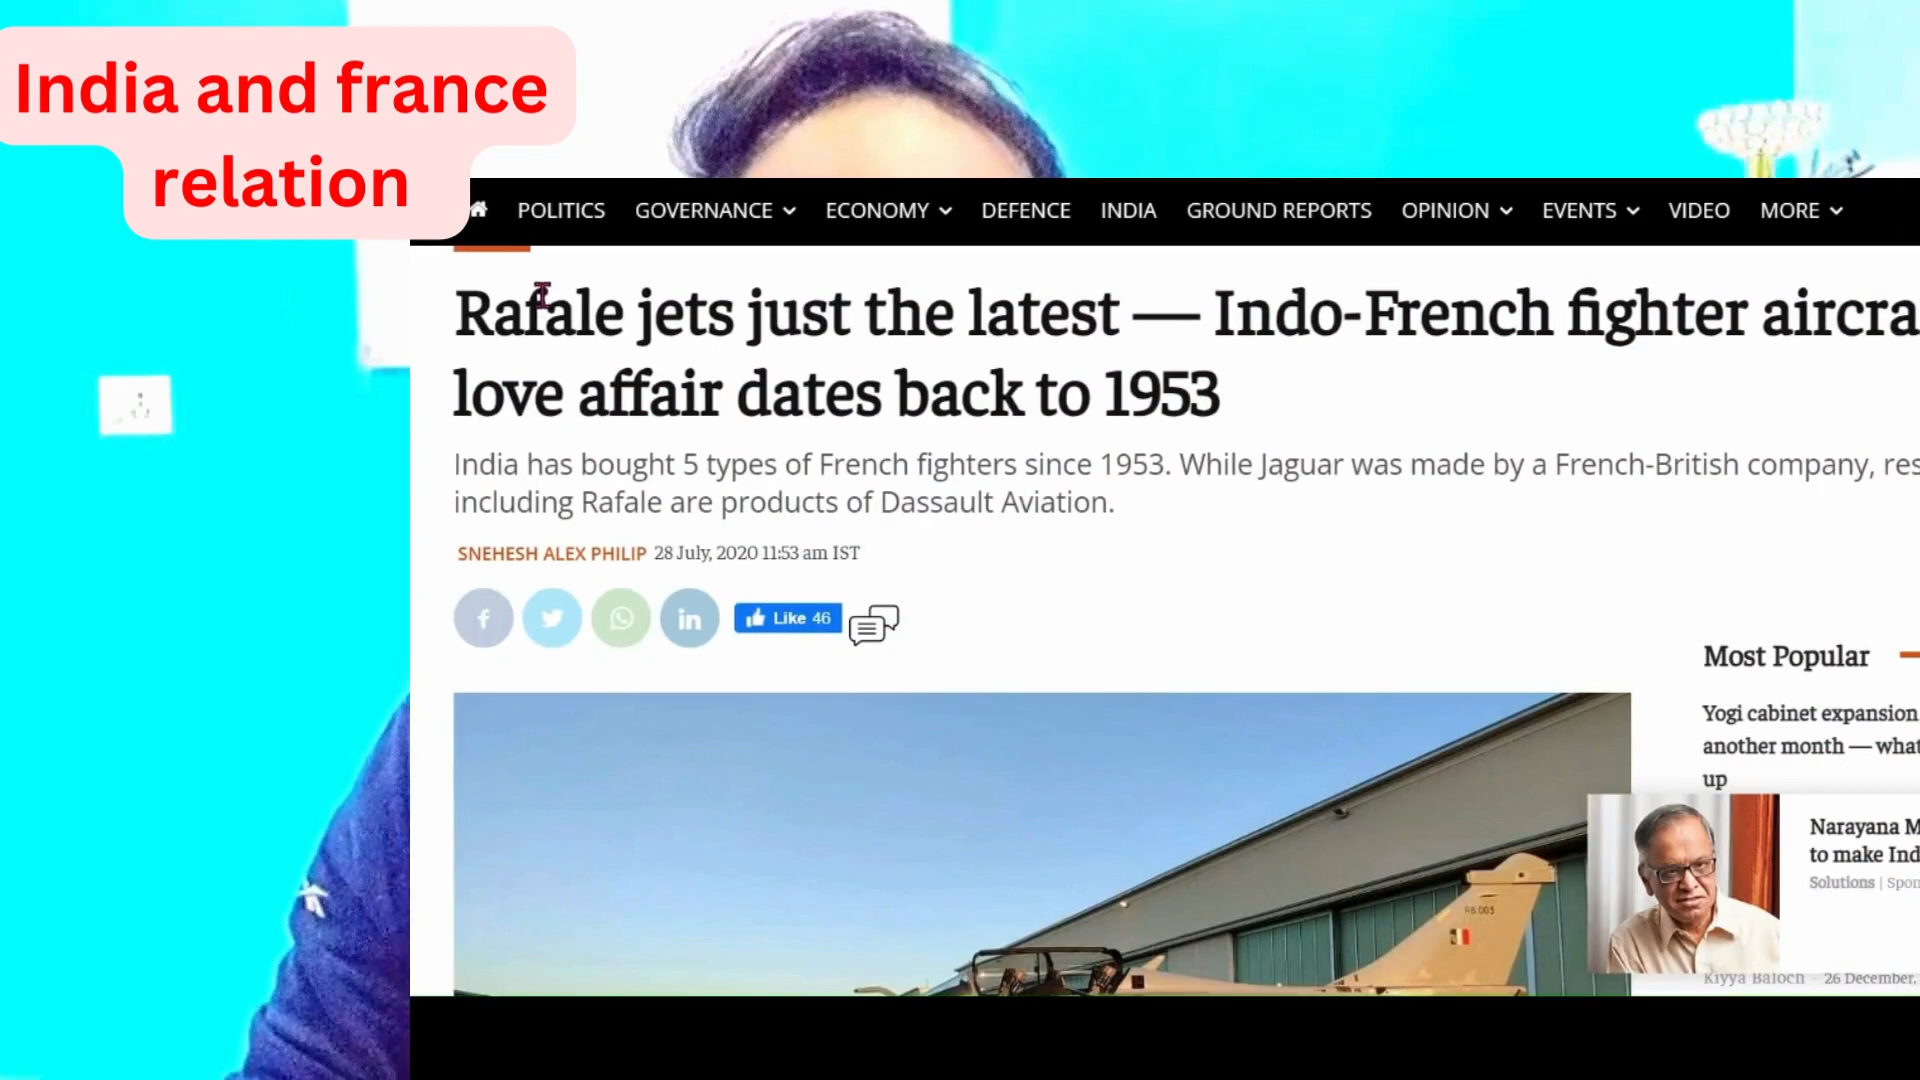 India and france
relation
POLITICS GOVERNANCE ECONOMY DEFENCE INDIA GROUND REPORTS OPINION EVENTS VIDEO MORE
Rafale jets just the latest — Indo-French fighter aircra
love affair dates back to 1953
India has bought 5 types of French fighters since 1953. While Jaguar was made by a French-British company, res
including Rafale are products of Dassault Aviation.
SNEHESH ALEX PHILIP 28 July, 2020 11:53 am IST
Like 46
Most Popular
Yogi cabinet expansion
another month — what
up
Narayana M
to make Ind
Solutions | Spon
Kiyya Baloch - 26 December,
RB 003